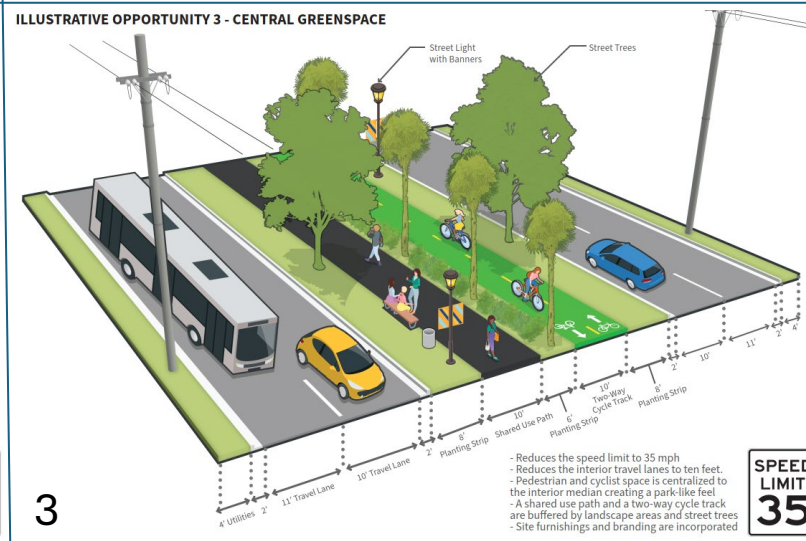 ILLUSTRATIVE OPPORTUNITY 3 - CENTRAL GREENSPACE
Street Light
with Banners
Street Trees
4' Utilities
2'
11' Travel Lane
10' Travel Lane
2'
8'
Planting Strip
10'
Shared Use Path
6'
Planting Strip
10'
Two-Way
Cycle Track
8'
Planting Strip
2'
10'
11'
2'
4'
- Reduces the speed limit to 35 mph
- Reduces the interior travel lanes to ten feet.
- Pedestrian and cyclist space is centralized to
the interior median creating a park-like feel
- A shared use path and a two-way cycle track
are buffered by landscape areas and street trees
- Site furnishings and branding are incorporated
SPEED
LIMIT
35
3